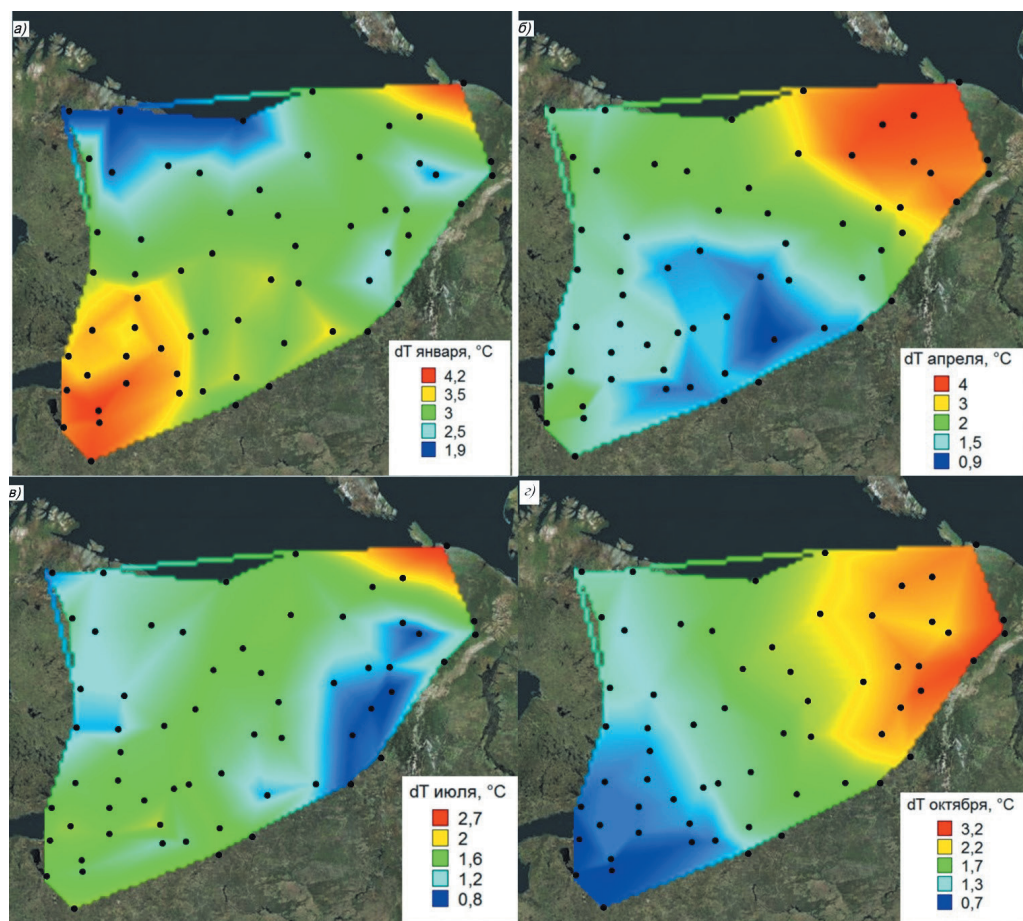 а)
dT января, °C
4,2
3,5
3
2,5
1,9
б)
dT апреля, °C
4
3
2
1,5
0,9
в)
dT июля, °C
2,7
2
1,6
1,2
0,8
г)
dT октября, °C
3,2
2,2
1,7
1,3
0,7